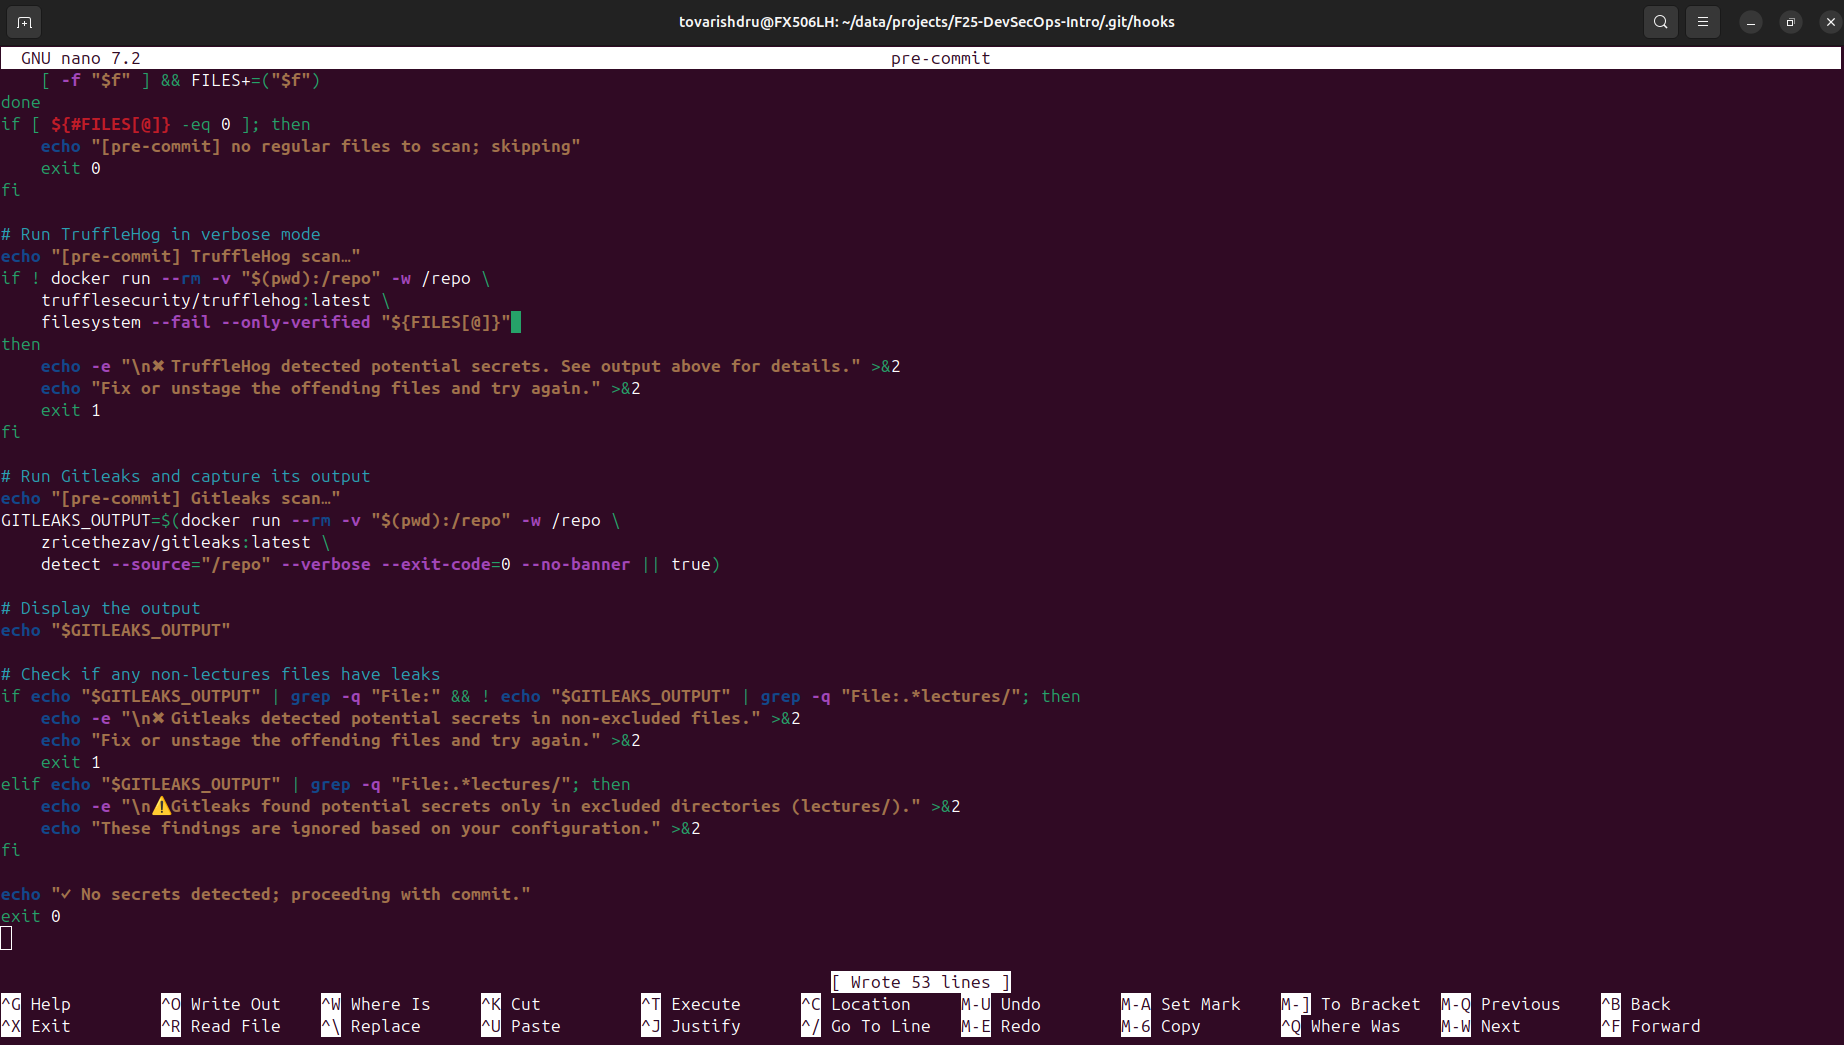 tovarishdru@FX506LH: ~/data/projects/F25-DevSecOps-Intro/.git/hooks
GNU nano 7.2 pre-commit
[ -f "$f" ] && FILES+=("$f")
done
if [ ${#FILES[@]} -eq 0 ]; then
echo "[pre-commit] no regular files to scan; skipping"
exit 0
fi
# Run TruffleHog in verbose mode
echo "[pre-commit] TruffleHog scan…"
if ! docker run --rm -v "$(pwd):/repo" -w /repo \
trufflesecurity/trufflehog:latest \
filesystem --fail --only-verified "${FILES[@]}"
then
echo -e "\n✖ TruffleHog detected potential secrets. See output above for details." >&2
echo "Fix or unstage the offending files and try again." >&2
exit 1
fi
# Run Gitleaks and capture its output
echo "[pre-commit] Gitleaks scan…"
GITLEAKS_OUTPUT=$(docker run --rm -v "$(pwd):/repo" -w /repo \
zricethezav/gitleaks:latest \
detect --source="/repo" --verbose --exit-code=0 --no-banner || true)
# Display the output
echo "$GITLEAKS_OUTPUT"
# Check if any non-lectures files have leaks
if echo "$GITLEAKS_OUTPUT" | grep -q "File:" && ! echo "$GITLEAKS_OUTPUT" | grep -q "File:.*lectures/"; then
echo -e "\n✖ Gitleaks detected potential secrets in non-excluded files." >&2
echo "Fix or unstage the offending files and try again." >&2
exit 1
elif echo "$GITLEAKS_OUTPUT" | grep -q "File:.*lectures/"; then
echo -e "\n⚠️Gitleaks found potential secrets only in excluded directories (lectures/)." >&2
echo "These findings are ignored based on your configuration." >&2
fi
echo "✓ No secrets detected; proceeding with commit."
exit 0
[ Wrote 53 lines ]
^G Help ^O Write Out ^W Where Is ^K Cut ^T Execute ^C Location M-U Undo M-A Set Mark M-] To Bracket M-Q Previous ^B Back
^X Exit ^R Read File ^\ Replace ^U Paste ^J Justify ^/ Go To Line M-E Redo M-6 Copy ^Q Where Was M-W Next ^F Forward